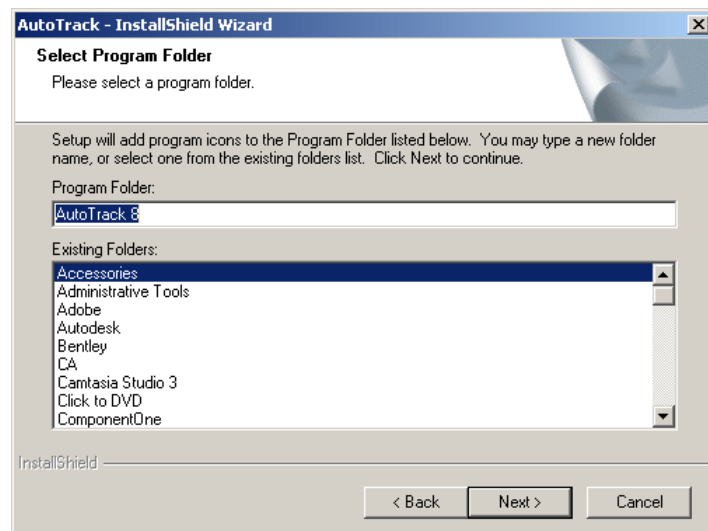 AutoTrack - InstallShield Wizard
Select Program Folder
Please select a program folder.
Setup will add program icons to the Program Folder listed below. You may type a new folder
name, or select one from the existing folders list. Click Next to continue.
Program Folder:
AutoTrack 8
Existing Folders:
Accessories
Administrative Tools
Adobe
Autodesk
Bentley
CA
Camtasia Studio 3
Click to DVD
ComponentOne
InstallShield
< Back Next > Cancel